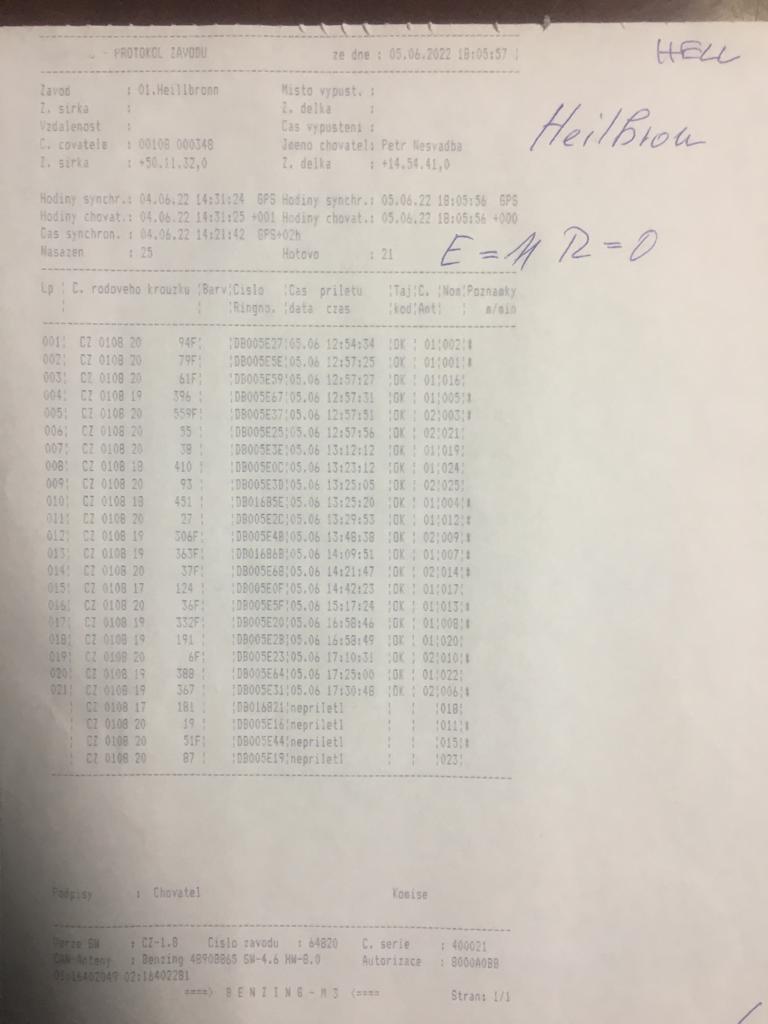 - PROTOKOL ZAVODU ze dne : 05.06.2022 18:05:57 |
HELL
Zavod : 01.Heillbronn Misto vypust. :
Z. sirka : Z. delka :
Vzdalenost : Cas vypusteni :
Heilbron
C. covatele : 00108 000348 Jmeno chovatel: Petr Nesvadba
Z. sirka : +50.11.32,0 Z. delka : +14.54.41,0
Hodiny synchr.: 04.06.22 14:31:24 GPS Hodiny synchr.: 05.06.22 18:05:56 GPS
Hodiny chovat.: 04.06.22 14:31:25 +001 Hodiny chovat.: 05.06.22 18:05:56 +000
Cas synchron. : 04.06.22 14:21:42 GPS+02h
Nasazen : 25 Hotovo : 21
E = 11 R = 0
Lp ¦ C. rodoveho krouzku ¦Barv¦Cislo ¦Cas priletu ¦Taj¦C. ¦Nom¦Poznamky
¦ ¦ ¦Ringno.¦data czas ¦kod¦Ant¦ ¦ m/min
001¦ CZ 0108 20 94F¦ ¦DB005E27¦05.06 12:54:34 ¦OK ¦ 01¦002¦*
002¦ CZ 0108 20 79F¦ ¦DB005E5E¦05.06 12:57:25 ¦OK ¦ 01¦001¦*
003¦ CZ 0108 20 61F¦ ¦DB005E59¦05.06 12:57:27 ¦OK ¦ 01¦016¦
004¦ CZ 0108 19 396 ¦ ¦DB005E67¦05.06 12:57:31 ¦OK ¦ 01¦005¦*
005¦ CZ 0108 20 559F¦ ¦DB005E37¦05.06 12:57:51 ¦OK ¦ 02¦003¦*
006¦ CZ 0108 20 55 ¦ ¦DB005E25¦05.06 12:57:56 ¦OK ¦ 02¦021¦
007¦ CZ 0108 20 38 ¦ ¦DB005E3E¦05.06 13:12:12 ¦OK ¦ 01¦019¦
008¦ CZ 0108 18 410 ¦ ¦DB005E0C¦05.06 13:23:12 ¦OK ¦ 01¦024¦
009¦ CZ 0108 20 93 ¦ ¦DB005E3D¦05.06 13:25:05 ¦OK ¦ 02¦025¦
010¦ CZ 0108 18 451 ¦ ¦DB016B5E¦05.06 13:25:20 ¦OK ¦ 01¦004¦*
011¦ CZ 0108 20 27 ¦ ¦DB005E2C¦05.06 13:29:53 ¦OK ¦ 01¦012¦*
012¦ CZ 0108 19 306F¦ ¦DB005E4B¦05.06 13:48:38 ¦OK ¦ 02¦009¦*
013¦ CZ 0108 19 363F¦ ¦DB016B6B¦05.06 14:09:51 ¦OK ¦ 01¦007¦*
014¦ CZ 0108 20 37F¦ ¦DB005E6B¦05.06 14:21:47 ¦OK ¦ 02¦014¦*
015¦ CZ 0108 17 124 ¦ ¦DB005E0F¦05.06 14:42:23 ¦OK ¦ 01¦017¦
016¦ CZ 0108 20 36F¦ ¦DB005E5F¦05.06 15:17:24 ¦OK ¦ 01¦013¦*
017¦ CZ 0108 19 332F¦ ¦DB005E20¦05.06 16:58:46 ¦OK ¦ 01¦008¦*
018¦ CZ 0108 19 191 ¦ ¦DB005E2B¦05.06 16:58:49 ¦OK ¦ 01¦020¦
019¦ CZ 0108 20 6F¦ ¦DB005E23¦05.06 17:10:31 ¦OK ¦ 02¦010¦*
020¦ CZ 0108 19 388 ¦ ¦DB005E64¦05.06 17:25:00 ¦OK ¦ 01¦022¦
021¦ CZ 0108 19 367 ¦ ¦DB005E31¦05.06 17:30:48 ¦OK ¦ 02¦006¦*
¦ CZ 0108 17 181 ¦ ¦DB016821¦nepriletl ¦ ¦ ¦018¦
¦ CZ 0108 20 19 ¦ ¦DB005E16¦nepriletl ¦ ¦ ¦011¦*
¦ CZ 0108 20 51F¦ ¦DB005E44¦nepriletl ¦ ¦ ¦015¦*
¦ CZ 0108 20 87 ¦ ¦DB005E19¦nepriletl ¦ ¦ ¦023¦
Podpisy : Chovatel Komise
Verze SW : CZ-1.8 Cislo zavodu : 64820 C. serie : 400021
CAN-Anteny : Benzing 48908865 SW-4.6 HW-8.0 Autorizace : 8000A0BB
01:16402049 02:16402281
====> B E N Z I N G - M 3 <==== Stran: 1/1